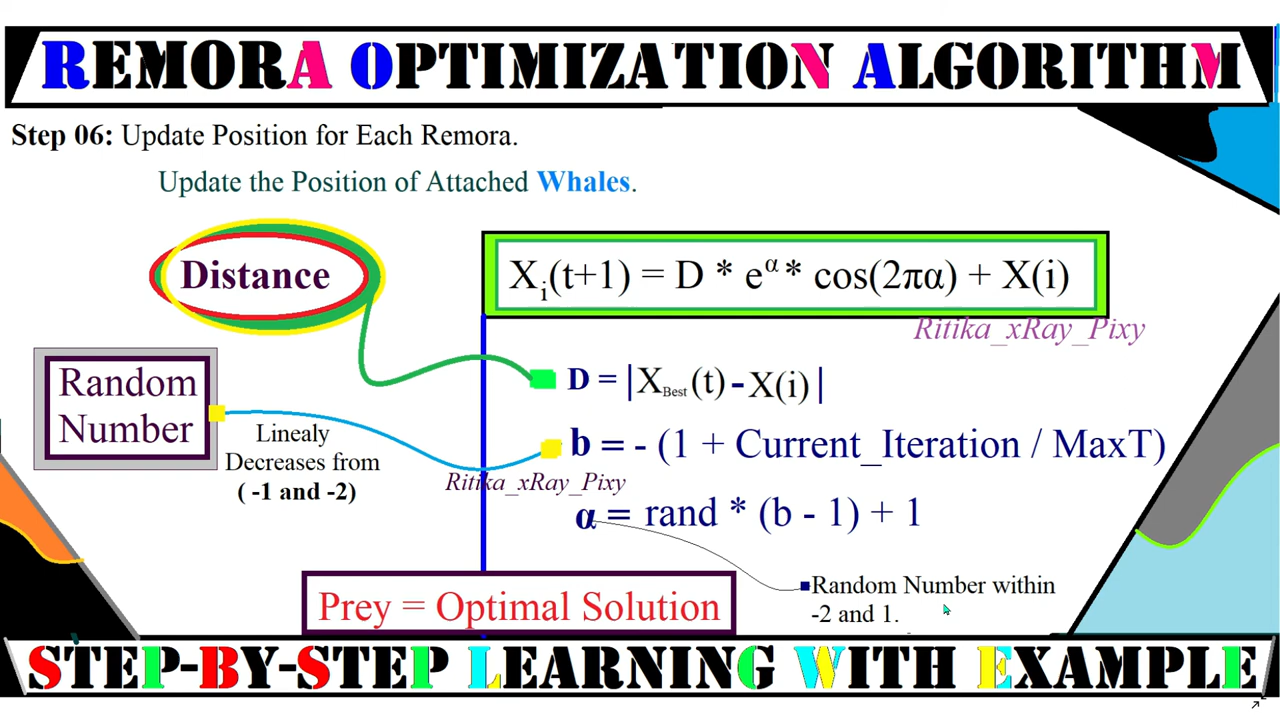 REMORA OPTIMIZATION ALGORITHM
Step 06: Update Position for Each Remora.
Update the Position of Attached Whales.
Distance
Xi(t+1) = D * e^α * cos(2πα) + X(i)
Ritika_xRay_Pixy
Random
Number
D = |XBest(t) - X(i)|
Linealy
Decreases from
( -1 and -2)
b = - (1 + Current_Iteration / MaxT)
Ritika_xRay_Pixy
α = rand * (b - 1) + 1
Random Number within
-2 and 1.
Prey = Optimal Solution
STEP-BY-STEP LEARNING WITH EXAMPLE